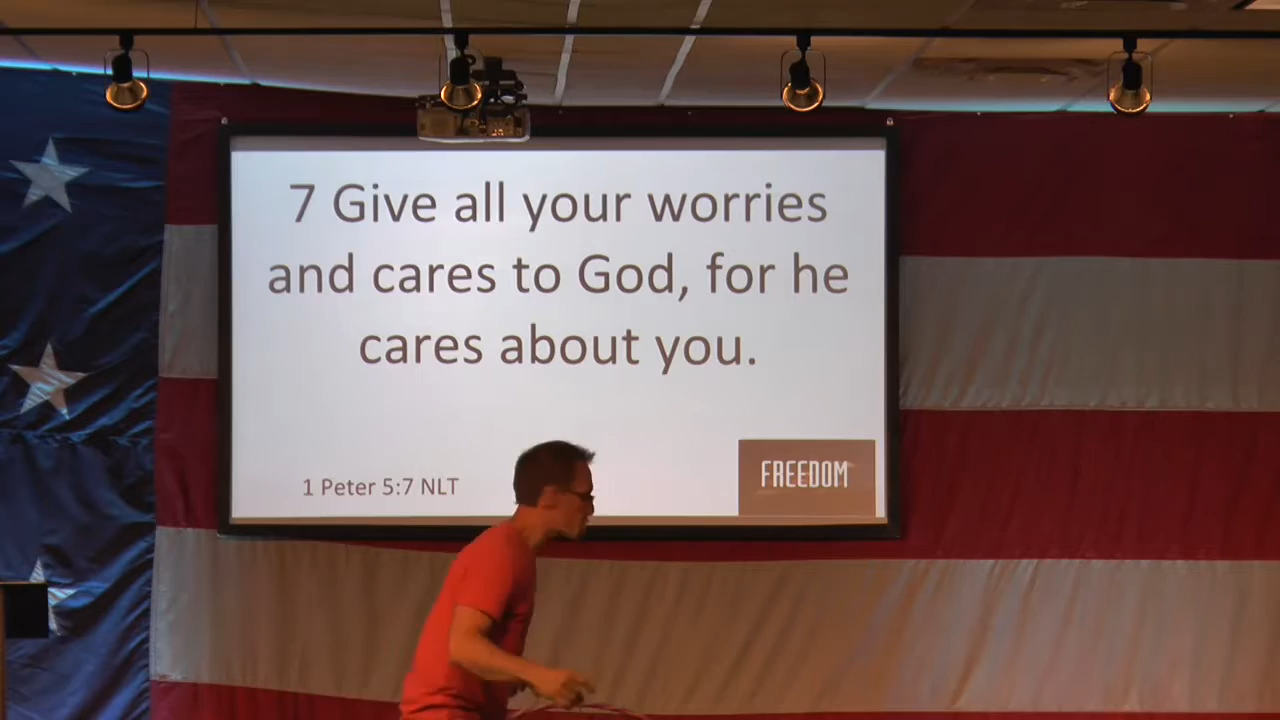 7 Give all your worries
and cares to God, for he
cares about you.
1 Peter 5:7 NLT
FREEDOM